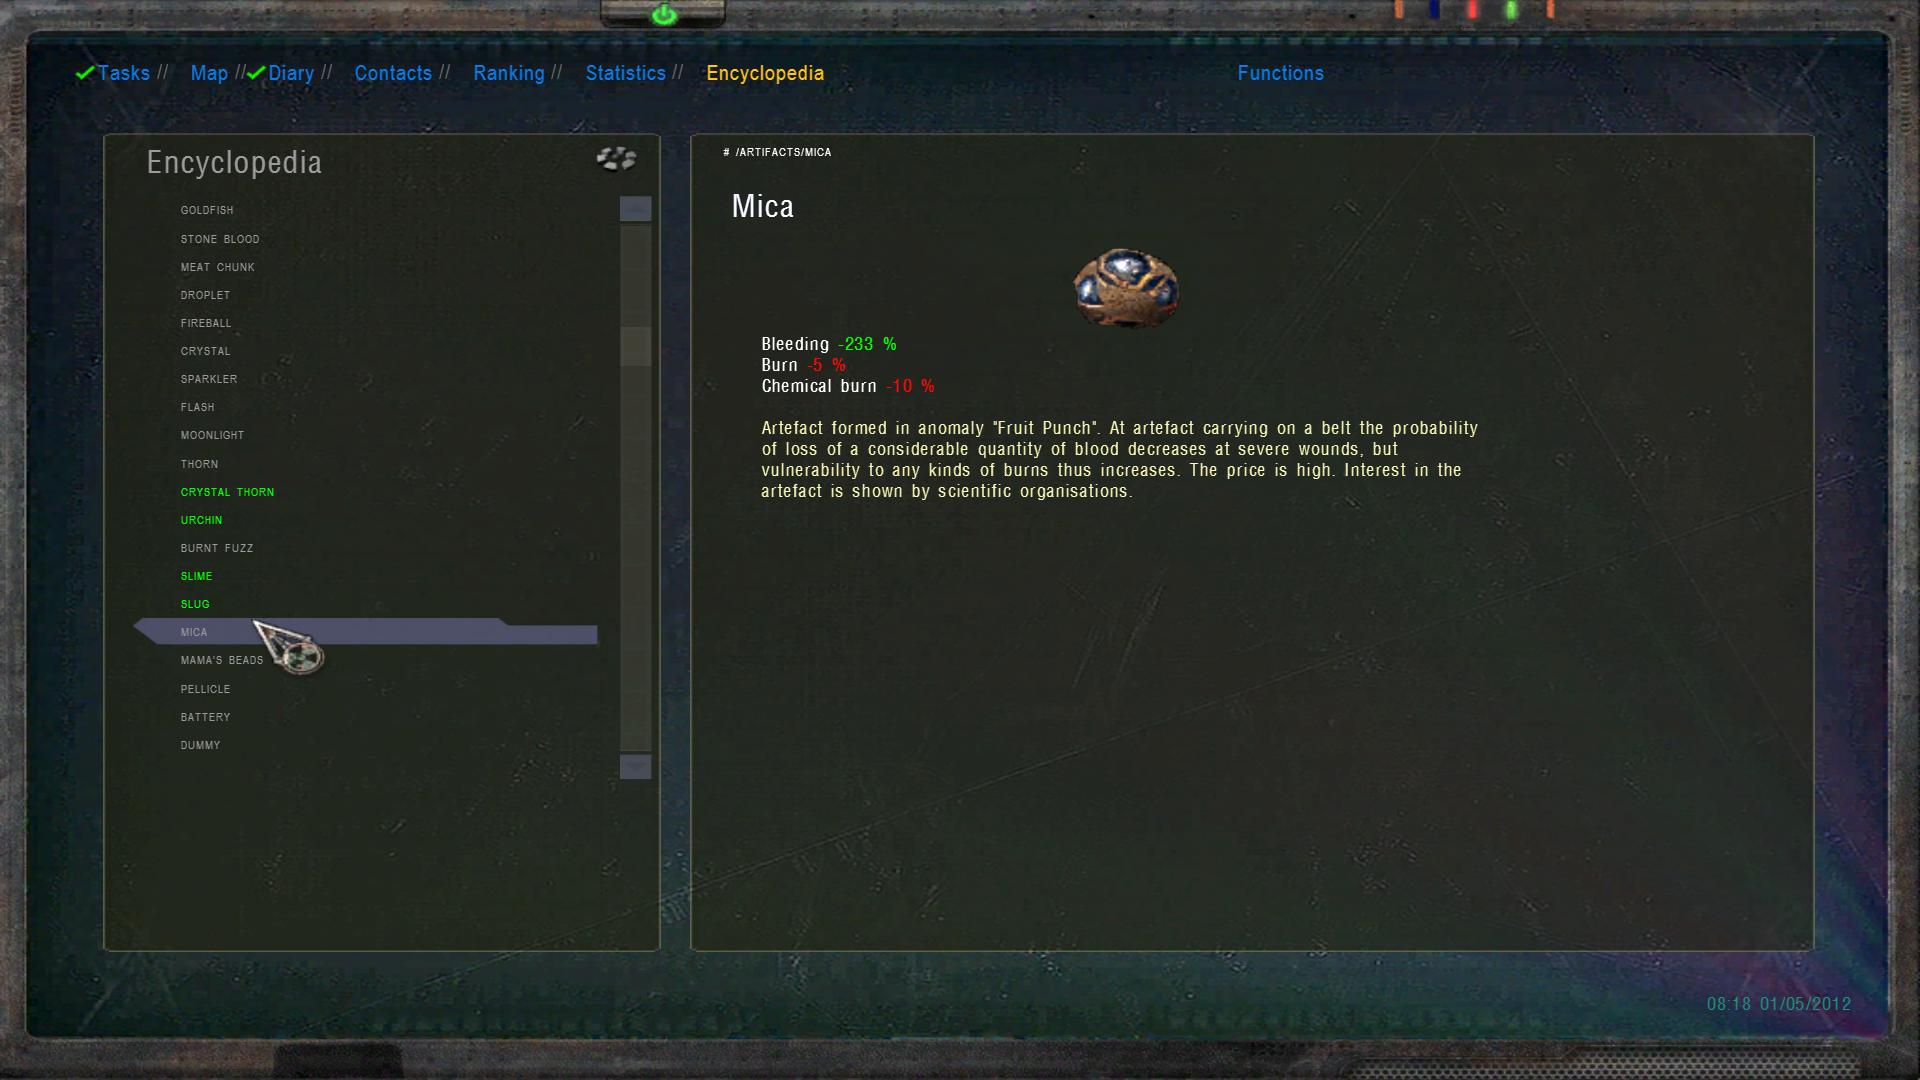 Tasks // Map // Diary // Contacts // Ranking // Statistics // Encyclopedia Functions
Encyclopedia
GOLDFISH
STONE BLOOD
MEAT CHUNK
DROPLET
FIREBALL
CRYSTAL
SPARKLER
FLASH
MOONLIGHT
THORN
CRYSTAL THORN
URCHIN
BURNT FUZZ
SLIME
SLUG
MICA
MAMA'S BEADS
PELLICLE
BATTERY
DUMMY
# /ARTIFACTS/MICA
Mica
Bleeding -233 %
Burn -5 %
Chemical burn -10 %
Artefact formed in anomaly "Fruit Punch". At artefact carrying on a belt the probability
of loss of a considerable quantity of blood decreases at severe wounds, but
vulnerability to any kinds of burns thus increases. The price is high. Interest in the
artefact is shown by scientific organisations.
08:18 01/05/2012